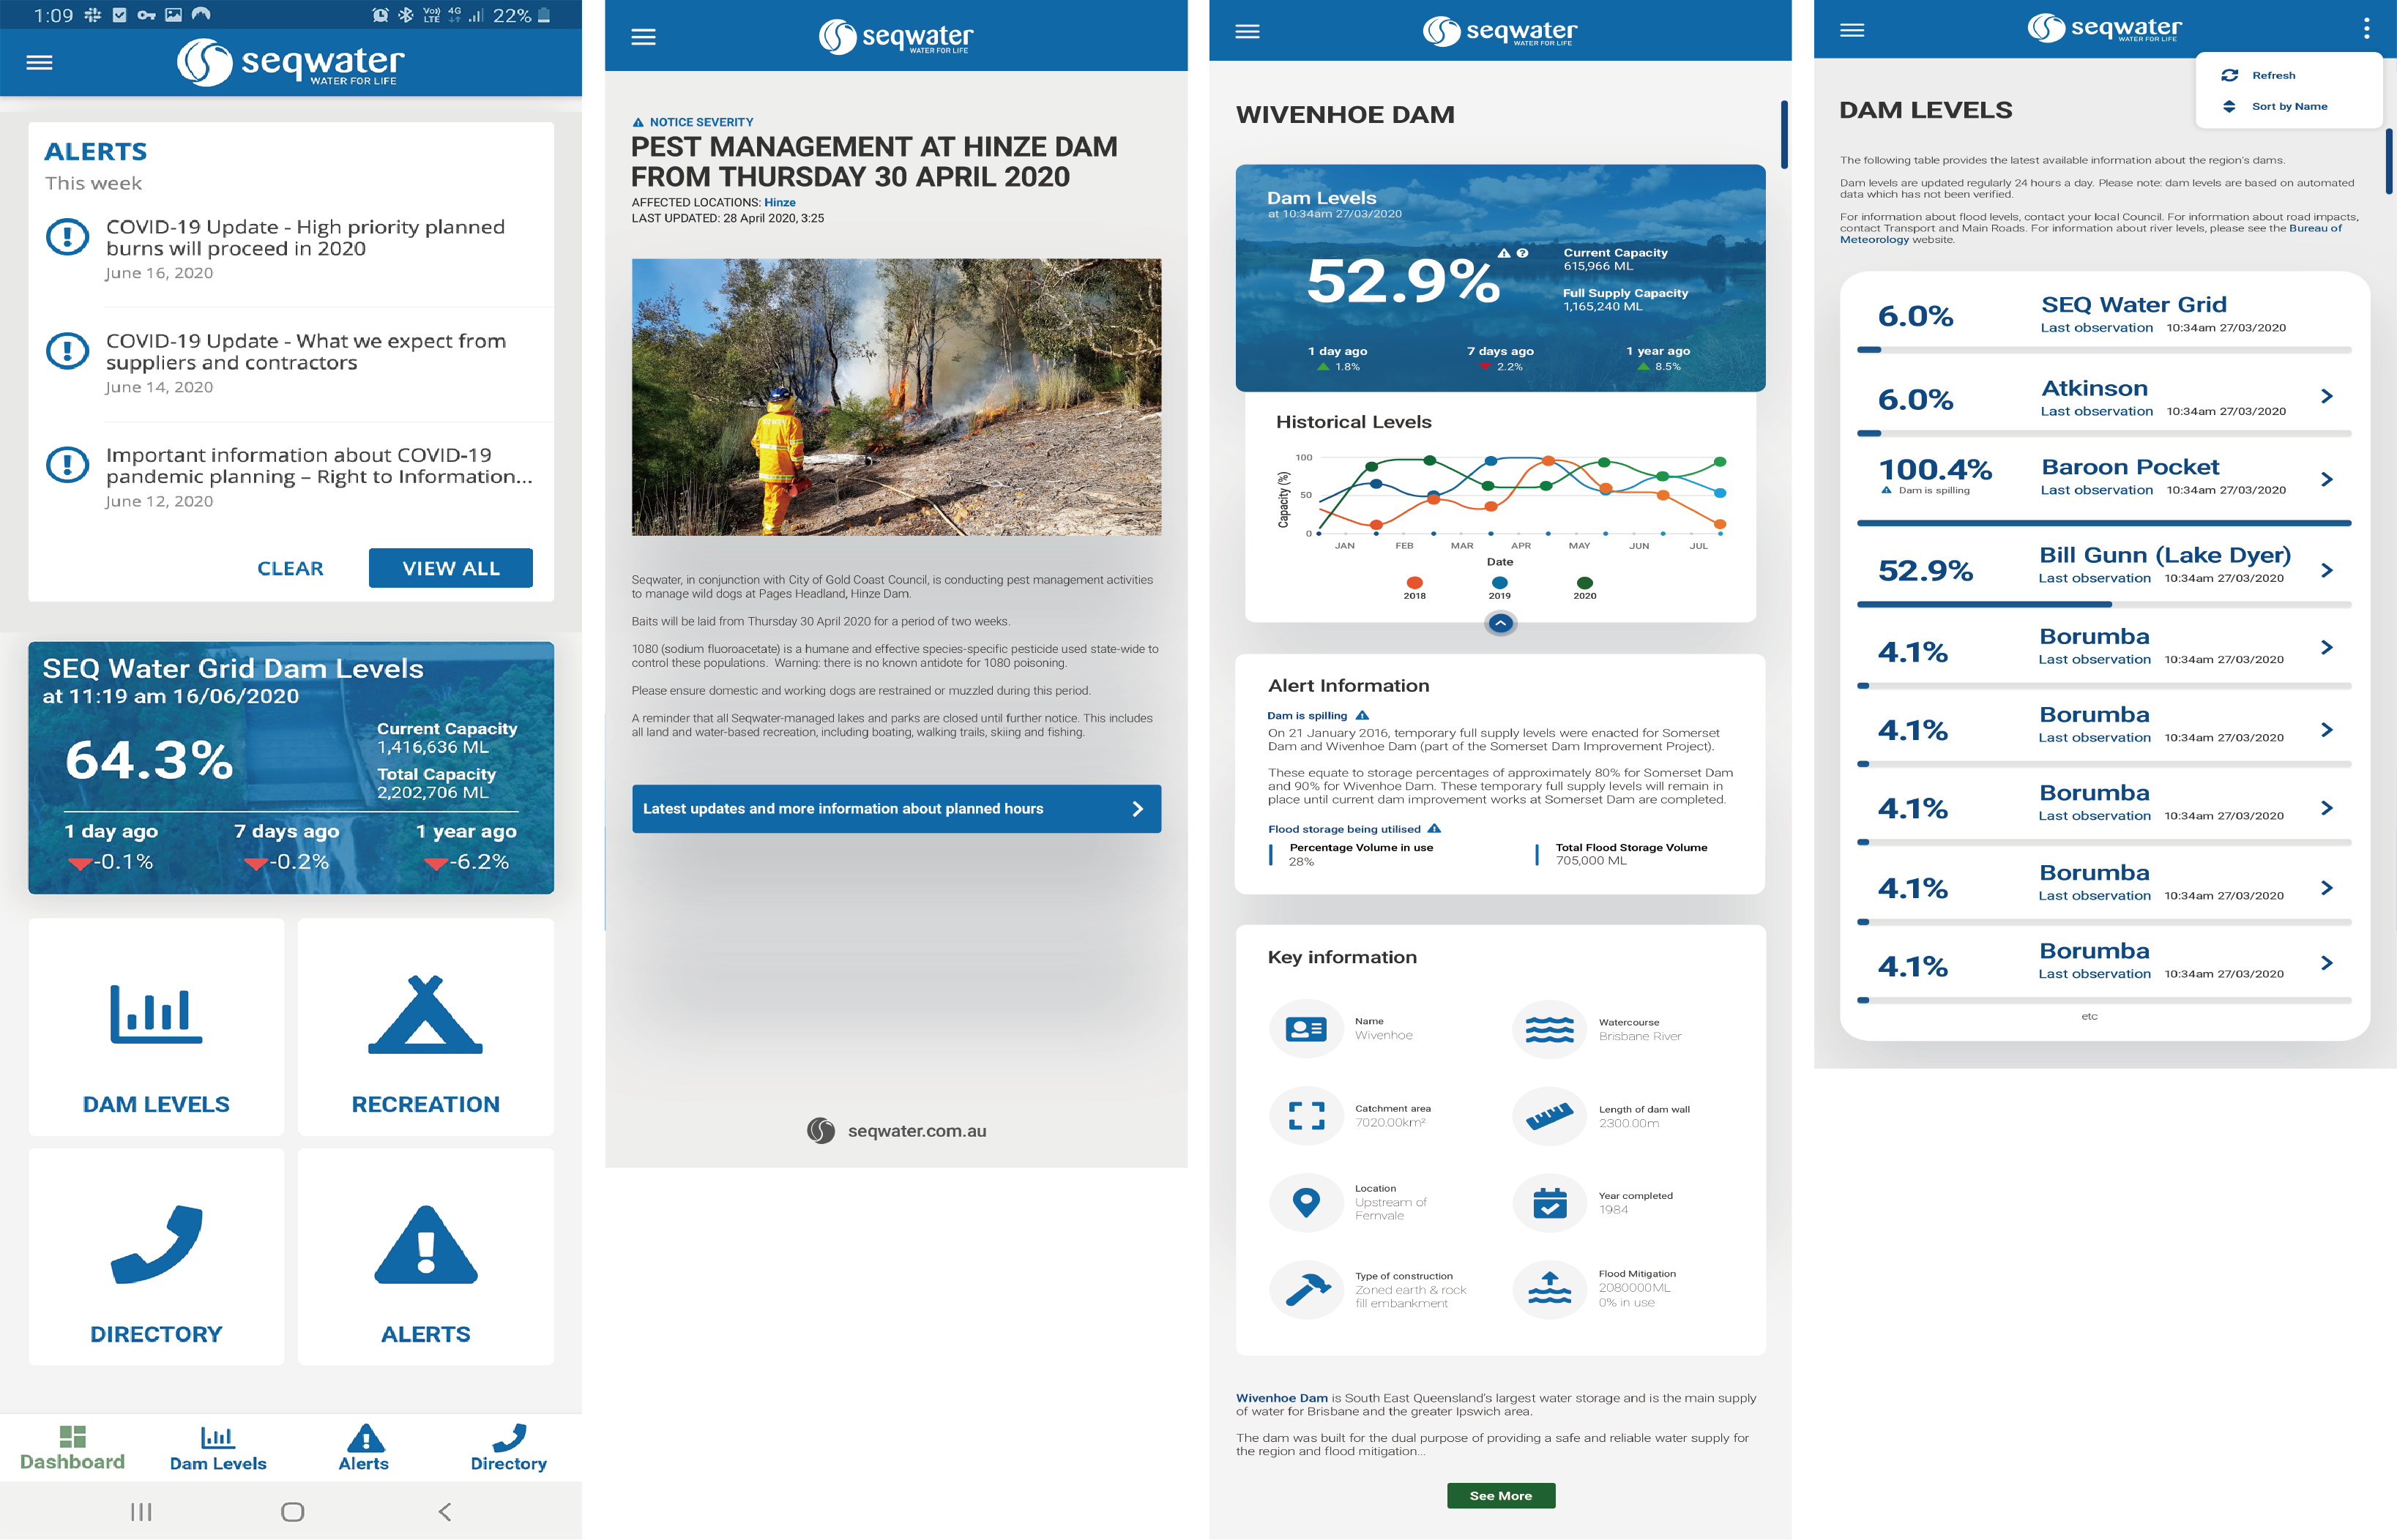 1:09
VoLTE 4G 22%
seqwater
WATER FOR LIFE
ALERTS
This week
COVID-19 Update - High priority planned
burns will proceed in 2020
June 16, 2020
COVID-19 Update - What we expect from
suppliers and contractors
June 14, 2020
Important information about COVID-19
pandemic planning – Right to Information...
June 12, 2020
CLEAR
VIEW ALL
SEQ Water Grid Dam Levels
at 11:19 am 16/06/2020
64.3%
Current Capacity
1,416,636 ML
Total Capacity
2,202,706 ML
1 day ago 7 days ago 1 year ago
-0.1% -0.2% -6.2%
DAM LEVELS
RECREATION
DIRECTORY
ALERTS
Dashboard
Dam Levels
Alerts
Directory
seqwater
WATER FOR LIFE
NOTICE SEVERITY
PEST MANAGEMENT AT HINZE DAM
FROM THURSDAY 30 APRIL 2020
AFFECTED LOCATIONS: Hinze
LAST UPDATED: 28 April 2020, 3:25
Seqwater, in conjunction with City of Gold Coast Council, is conducting pest management activities
to manage wild dogs at Pages Headland, Hinze Dam.
Baits will be laid from Thursday 30 April 2020 for a period of two weeks.
1080 (sodium fluoroacetate) is a humane and effective species-specific pesticide used state-wide to
control these populations. Warning: there is no known antidote for 1080 poisoning.
Please ensure domestic and working dogs are restrained or muzzled during this period.
A reminder that all Seqwater-managed lakes and parks are closed until further notice. This includes
all land and water-based recreation, including boating, walking trails, skiing and fishing.
Latest updates and more information about planned hours
seqwater.com.au
seqwater
WATER FOR LIFE
WIVENHOE DAM
Dam Levels
at 10:34am 27/03/2020
52.9%
Current Capacity
615,966 ML
Full Supply Capacity
1,165,240 ML
1 day ago 7 days ago 1 year ago
1.8% 2.2% 8.5%
Historical Levels
Capacity (%)
100
50
0
JAN FEB MAR APR MAY JUN JUL
Date
2018 2019 2020
Alert Information
Dam is spilling
On 21 January 2016, temporary full supply levels were enacted for Somerset
Dam and Wivenhoe Dam (part of the Somerset Dam Improvement Project).
These equate to storage percentages of approximately 80% for Somerset Dam
and 90% for Wivenhoe Dam. These temporary full supply levels will remain in
place until current dam improvement works at Somerset Dam are completed.
Flood storage being utilised
Percentage Volume in use
28%
Total Flood Storage Volume
705,000 ML
Key information
Name
Wivenhoe
Watercourse
Brisbane River
Catchment area
7020.00km²
Length of dam wall
2300.00m
Location
Upstream of
Fernvale
Year completed
1984
Type of construction
Zoned earth & rock
fill embankment
Flood Mitigation
2080000ML
0% in use
Wivenhoe Dam is South East Queensland's largest water storage and is the main supply
of water for Brisbane and the greater Ipswich area.
The dam was built for the dual purpose of providing a safe and reliable water supply for
the region and flood mitigation...
See More
seqwater
WATER FOR LIFE
Refresh
Sort by Name
DAM LEVELS
The following table provides the latest available information about the region's dams.
Dam levels are updated regularly 24 hours a day. Please note: dam levels are based on automated
data which has not been verified.
For information about flood levels, contact your local Council. For information about road impacts,
contact Transport and Main Roads. For information about river levels, please see the Bureau of
Meteorology website.
6.0% SEQ Water Grid
Last observation 10:34am 27/03/2020
6.0% Atkinson
Last observation 10:34am 27/03/2020
100.4% Baroon Pocket
Dam is spilling Last observation 10:34am 27/03/2020
52.9% Bill Gunn (Lake Dyer)
Last observation 10:34am 27/03/2020
4.1% Borumba
Last observation 10:34am 27/03/2020
4.1% Borumba
Last observation 10:34am 27/03/2020
4.1% Borumba
Last observation 10:34am 27/03/2020
4.1% Borumba
Last observation 10:34am 27/03/2020
4.1% Borumba
Last observation 10:34am 27/03/2020
etc